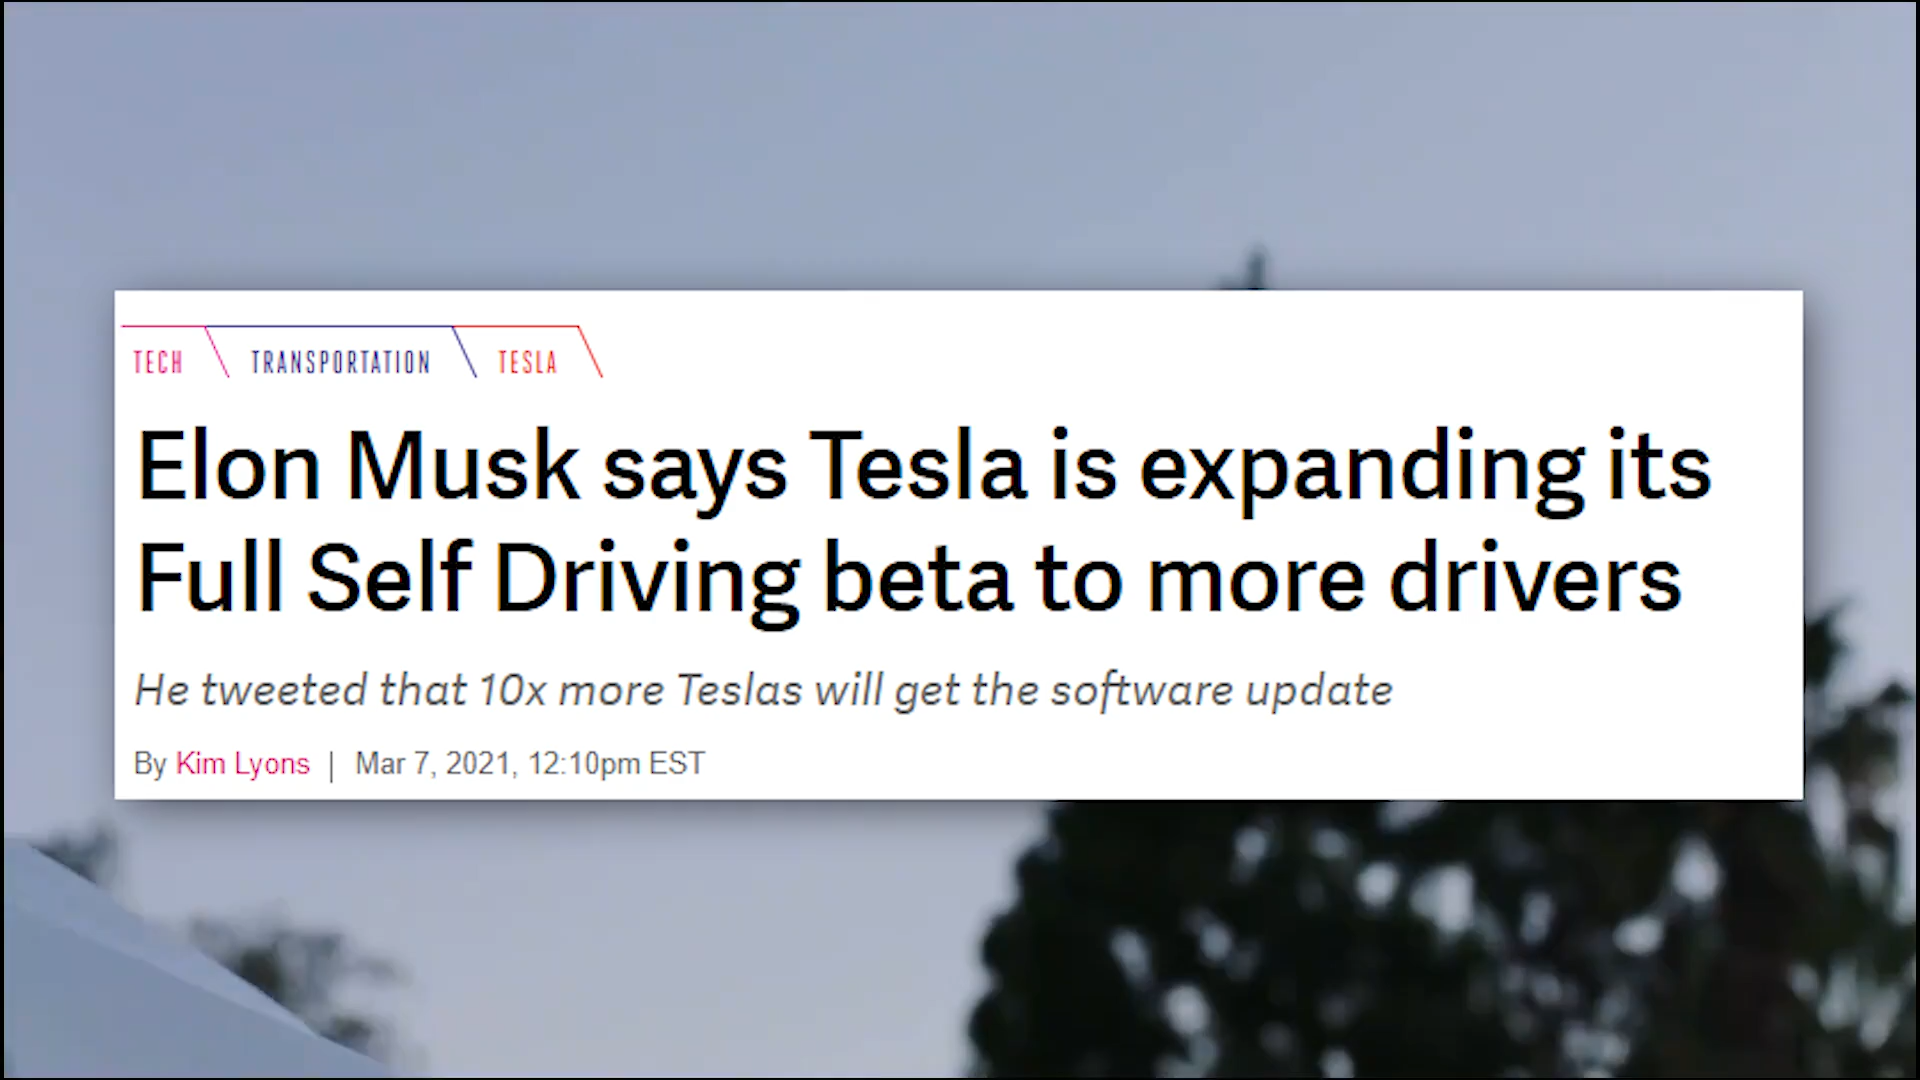 TECH TRANSPORTATION TESLA
Elon Musk says Tesla is expanding its
Full Self Driving beta to more drivers
He tweeted that 10x more Teslas will get the software update
By Kim Lyons | Mar 7, 2021, 12:10pm EST